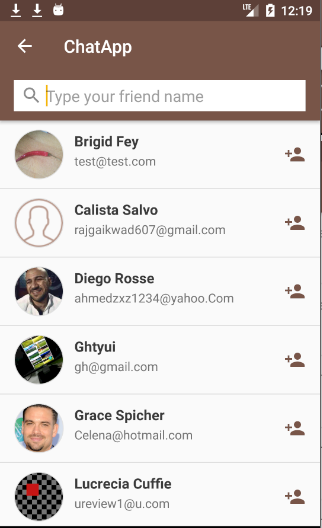 LTE 12:19
ChatApp
Type your friend name
Brigid Fey
test@test.com
Calista Salvo
rajgaikwad607@gmail.com
Diego Rosse
ahmedzxz1234@yahoo.Com
Ghtyui
gh@gmail.com
Grace Spicher
Celena@hotmail.com
Lucrecia Cuffie
ureview1@u.com